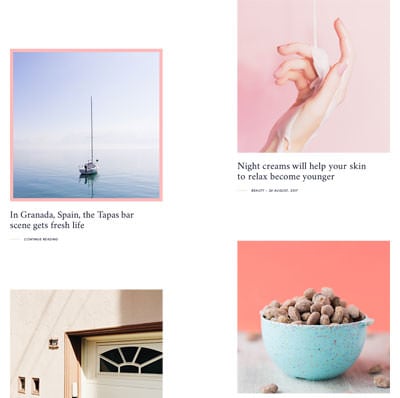 Night creams will help your skin
to relax become younger
BEAUTY - 26 AUGUST, 2017
In Granada, Spain, the Tapas bar
scene gets fresh life
CONTINUE READING